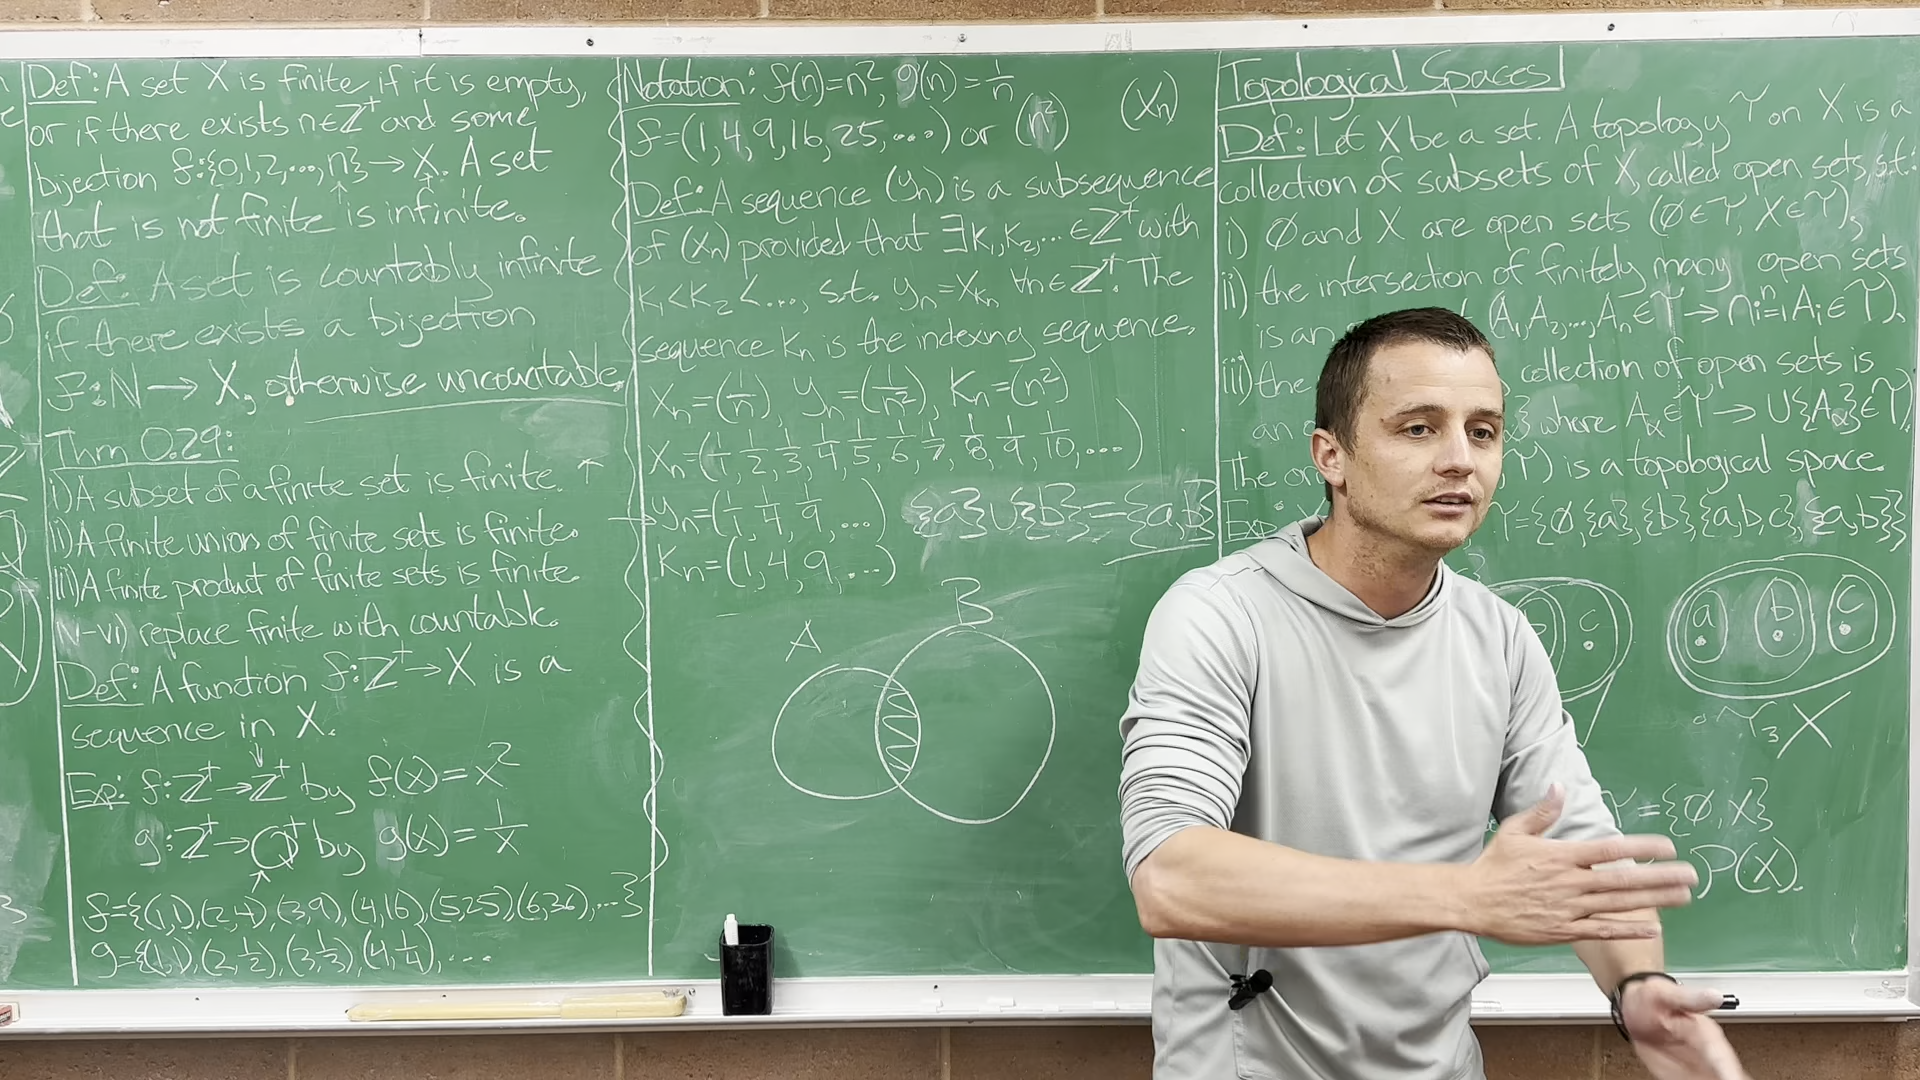 Def: A set X is finite if it is empty,
or if there exists n∈Z⁺ and some
bijection f:{0,1,2,...,n}→X. A set
that is not finite is infinite.
Def: A set is countably infinite
if there exists a bijection
f:N→X, otherwise uncountable.
Thm 0.29:
i) A subset of a finite set is finite.
ii) A finite union of finite sets is finite.
iii) A finite product of finite sets is finite.
iv-vi) replace finite with countable.
Def: A function f:Z⁺→X is a
sequence in X.
Exp: f:Z⁺→Z⁺ by f(x)=x²
g:Z⁺→Q⁺ by g(x)=1/x
f={(1,1),(2,4),(3,9),(4,16),(5,25),(6,36),...}
g={(1,1),(2,1/2),(3,1/3),(4,1/4),...
Notation: f(n)=n², g(n)=1/n
f=(1,4,9,16,25,...) or (n²) (xₙ)
Def: A sequence (yₙ) is a subsequence
of (xₙ) provided that ∃k₁,k₂,...∈Z⁺ with
k₁<k₂<..., s.t. yₙ=x_kₙ ∀n∈Z⁺. The
sequence kₙ is the indexing sequence.
xₙ=(1/n), yₙ=(1/n²), kₙ=(n²)
xₙ=(1/1,1/2,1/3,1/4,1/5,1/6,1/7,1/8,1/9,1/10,...)
yₙ=(1/1,1/4,1/9,...) {a}∪{b}={a,b}
kₙ=(1,4,9,...)
A B
Topological Spaces
Def: Let X be a set. A topology 𝒯 on X is a
collection of subsets of X, called open sets, s.t.
i) Ø and X are open sets (Ø∈𝒯, X∈𝒯),
ii) the intersection of finitely many open sets
is an (A₁,A₂,...,Aₙ∈𝒯→∩ⁿi=1Aᵢ∈𝒯),
iii) the collection of open sets is
an where A_α∈𝒯→∪{A_α}∈𝒯),
The 𝒯) is a topological space.
Exp: 𝒯={Ø,{a},{b},{a,b,c},{a,b}}
c a b c
𝒯₃ X
𝒯={Ø,X}
P(X).